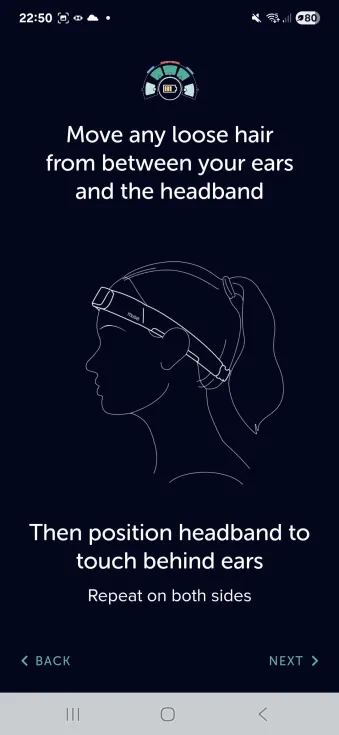 22:50
80
Move any loose hair
from between your ears
and the headband
muse
Then position headband to
touch behind ears
Repeat on both sides
BACK
NEXT